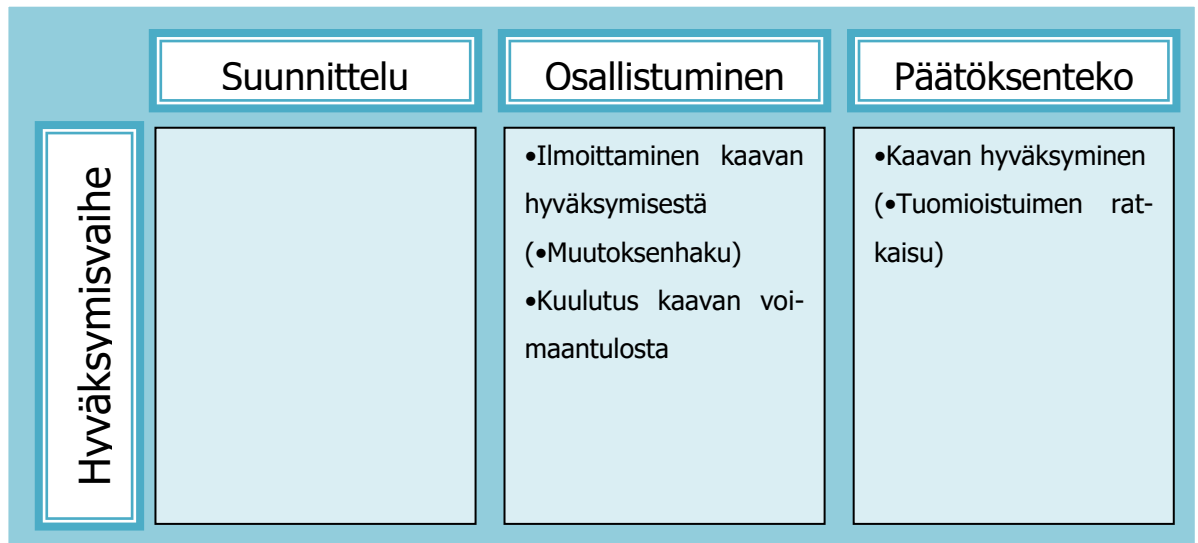 Suunnittelu
Osallistuminen
Päätöksenteko
Hyväksymisvaihe
•Ilmoittaminen kaavan
hyväksymisestä
(•Muutoksenhaku)
•Kuulutus kaavan voi-
maantulosta
•Kaavan hyväksyminen
(•Tuomioistuimen rat-
kaisu)